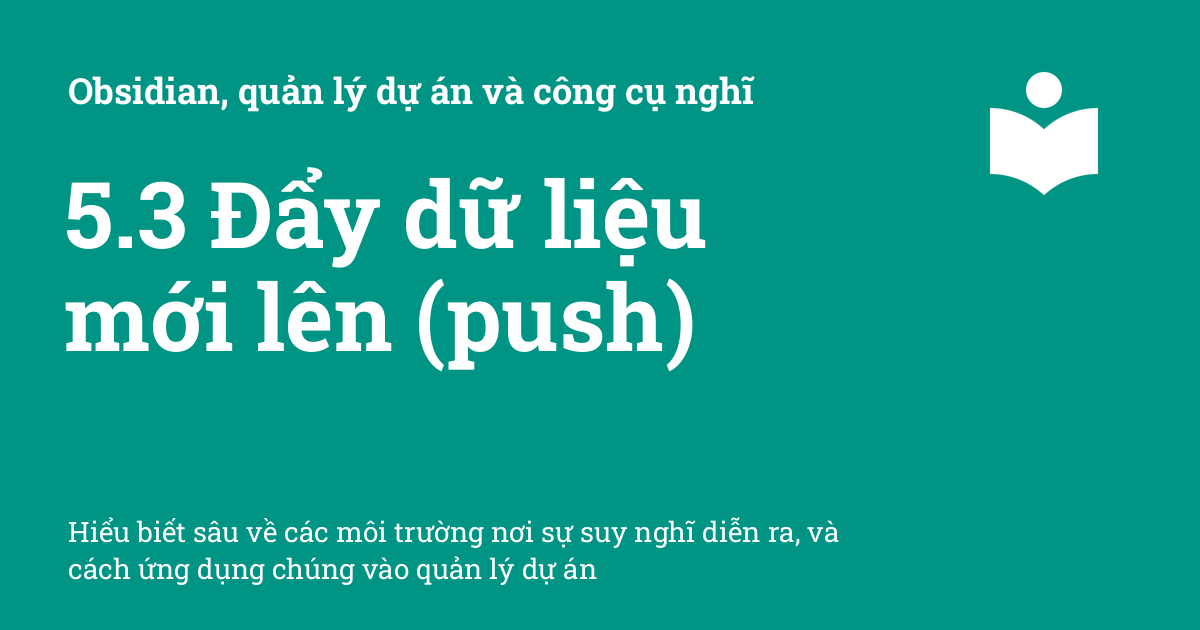 Obsidian, quản lý dự án và công cụ nghĩ
5.3 Đẩy dữ liệu
mới lên (push)
Hiểu biết sâu về các môi trường nơi sự suy nghĩ diễn ra, và
cách ứng dụng chúng vào quản lý dự án